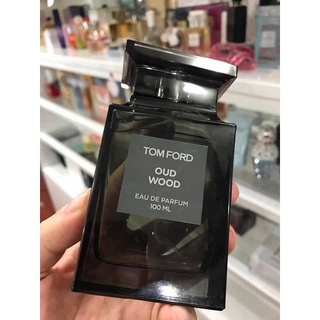 TOM FORD
OUD
WOOD
EAU DE PARFUM
100 ML